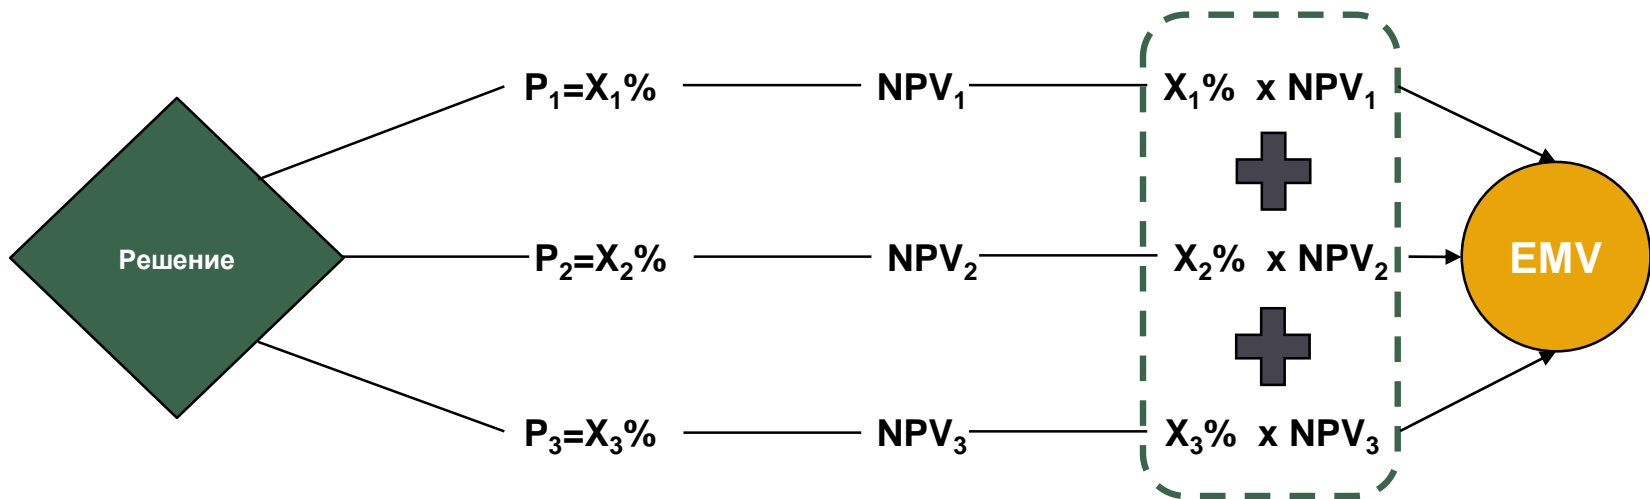 P₁=X₁% NPV₁ X₁% x NPV₁
Решение P₂=X₂% NPV₂ X₂% x NPV₂ EMV
P₃=X₃% NPV₃ X₃% x NPV₃